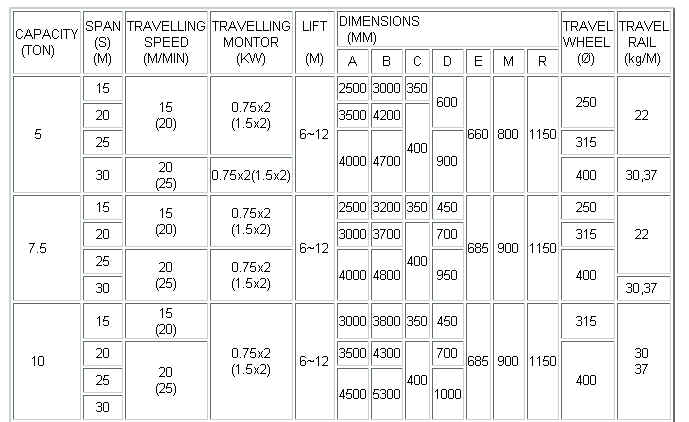 CAPACITY (TON) SPAN (S) (M) TRAVELLING SPEED (M/MIN) TRAVELLING MONTOR (KW) LIFT (M) DIMENSIONS (MM) TRAVEL WHEEL (Ø) TRAVEL RAIL (kg/M)
A B C D E M R
5 15 15 (20) 0.75x2 (1.5x2) 6~12 2500 3000 350 600 660 800 1150 250 22
20 3500 4200 400
25 4000 4700 900 315
30 20 (25) 0.75x2(1.5x2) 400 30,37
7.5 15 15 (20) 0.75x2 (1.5x2) 6~12 2500 3200 350 450 685 900 1150 250 22
20 3000 3700 400 700 315
25 20 (25) 0.75x2 (1.5x2) 4000 4800 950 400
30 30,37
10 15 15 (20) 0.75x2 (1.5x2) 6~12 3000 3800 350 450 685 900 1150 315 30 37
20 20 (25) 3500 4300 400 700 400
25 4500 5300 1000
30